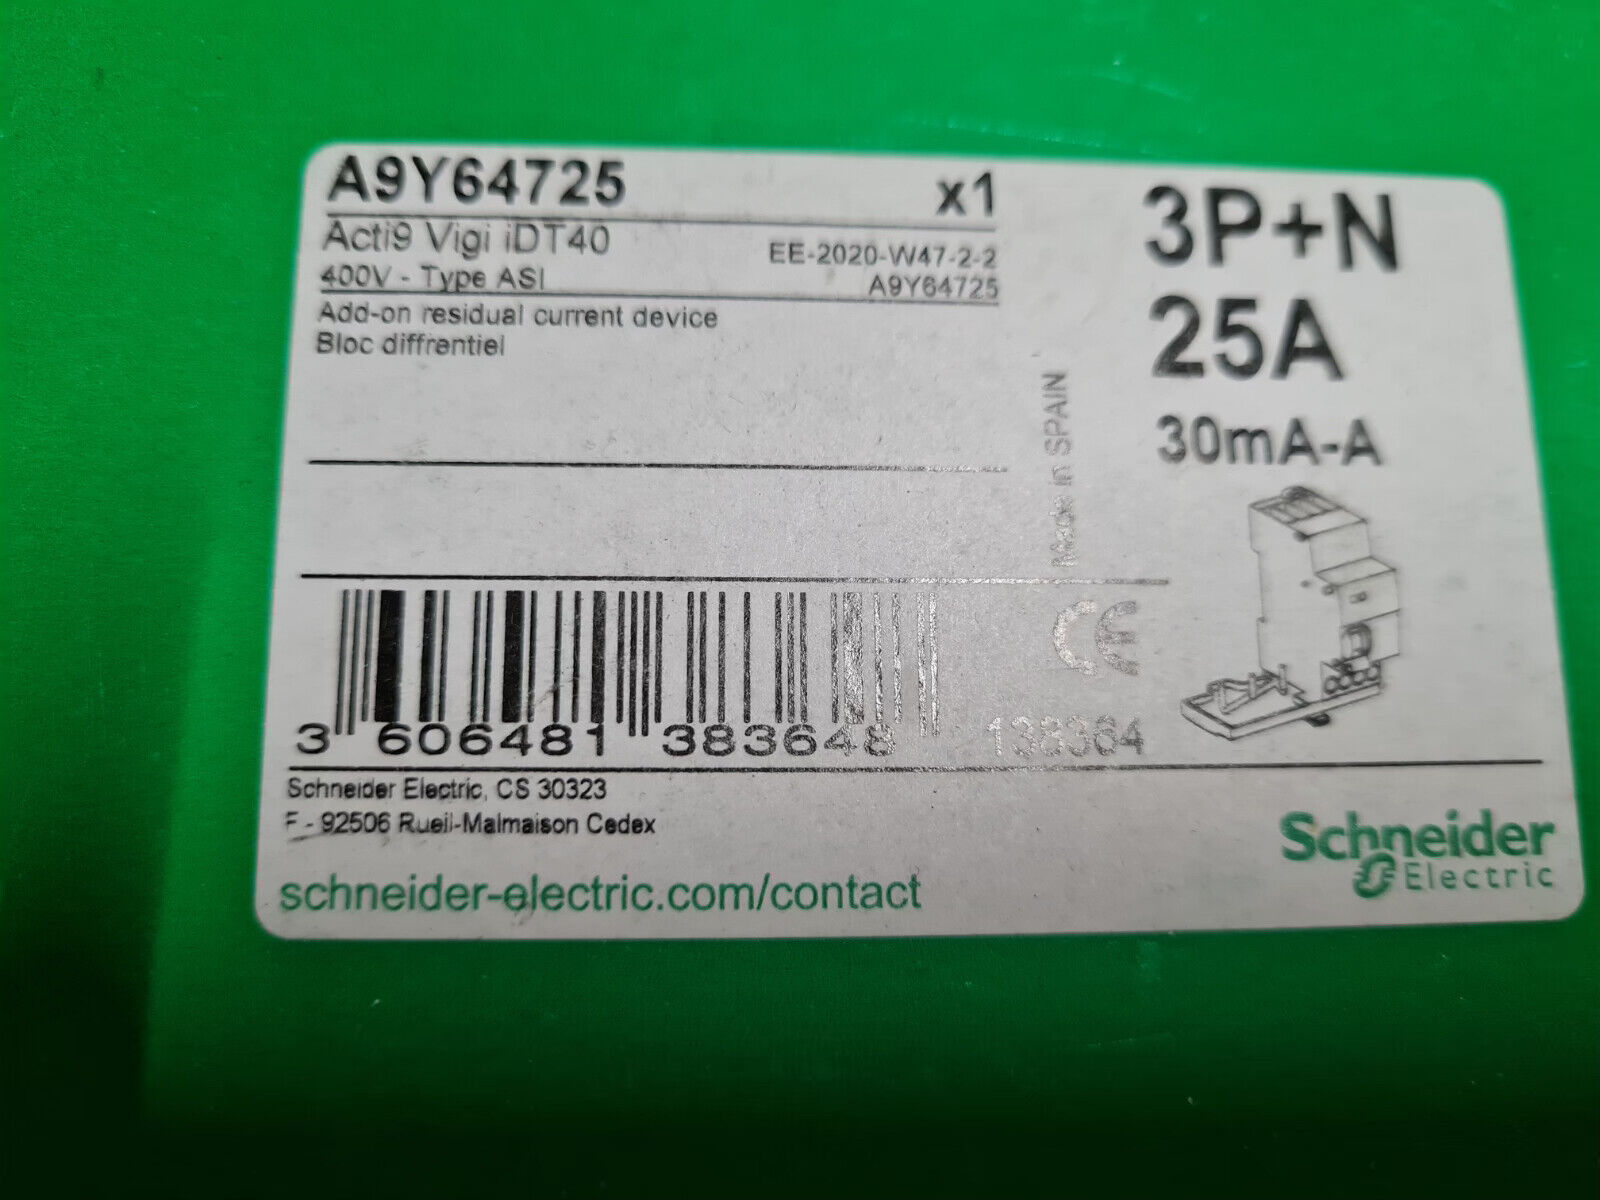 A9Y64725 x1
Acti9 Vigi iDT40
400V - Type ASI
EE-2020-W47-2-2
A9Y64725
Add-on residual current device
Bloc diffrentiel
3P+N
25A
30mA-A
Made in SPAIN
CE
3 606481 383648
138364
Schneider Electric, CS 30323
F - 92506 Rueil-Malmaison Cedex
schneider-electric.com/contact
Schneider
Electric